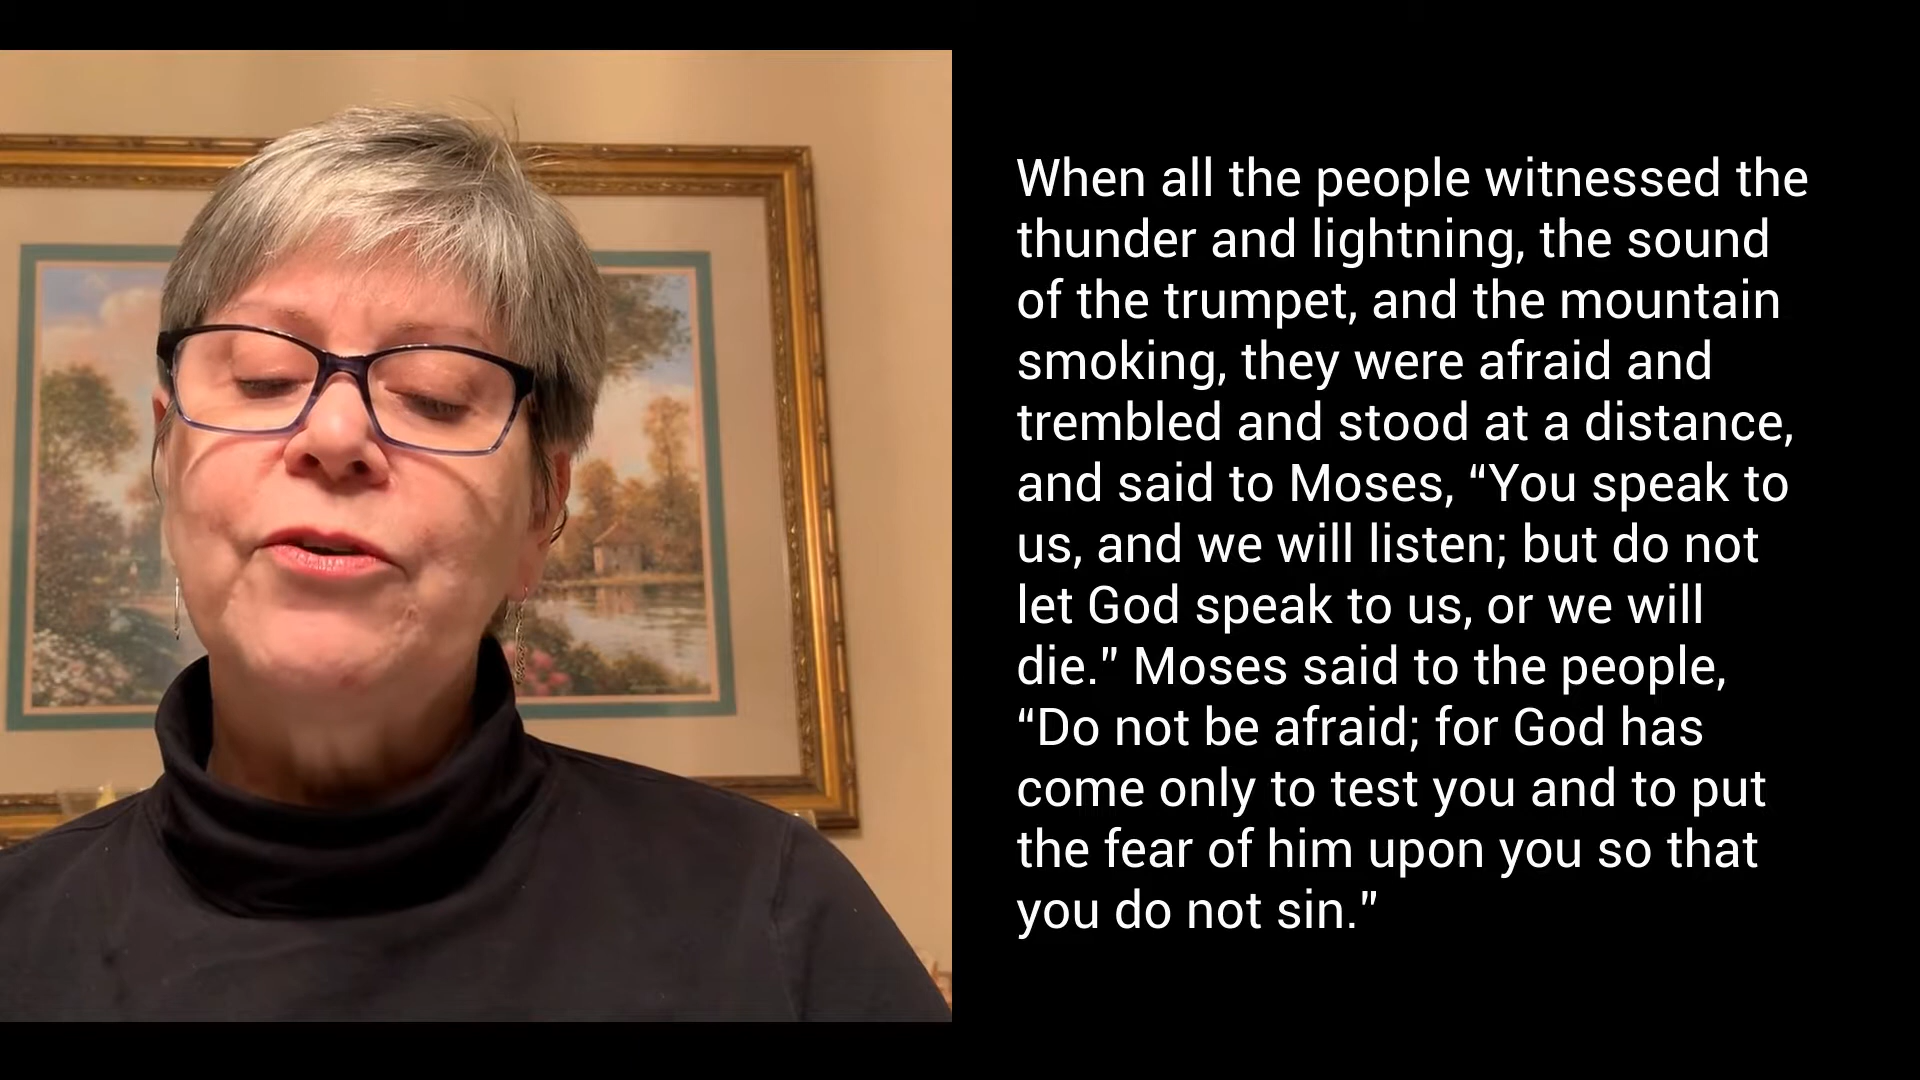 When all the people witnessed the
thunder and lightning, the sound
of the trumpet, and the mountain
smoking, they were afraid and
trembled and stood at a distance,
and said to Moses, “You speak to
us, and we will listen; but do not
let God speak to us, or we will
die.” Moses said to the people,
“Do not be afraid; for God has
come only to test you and to put
the fear of him upon you so that
you do not sin.”